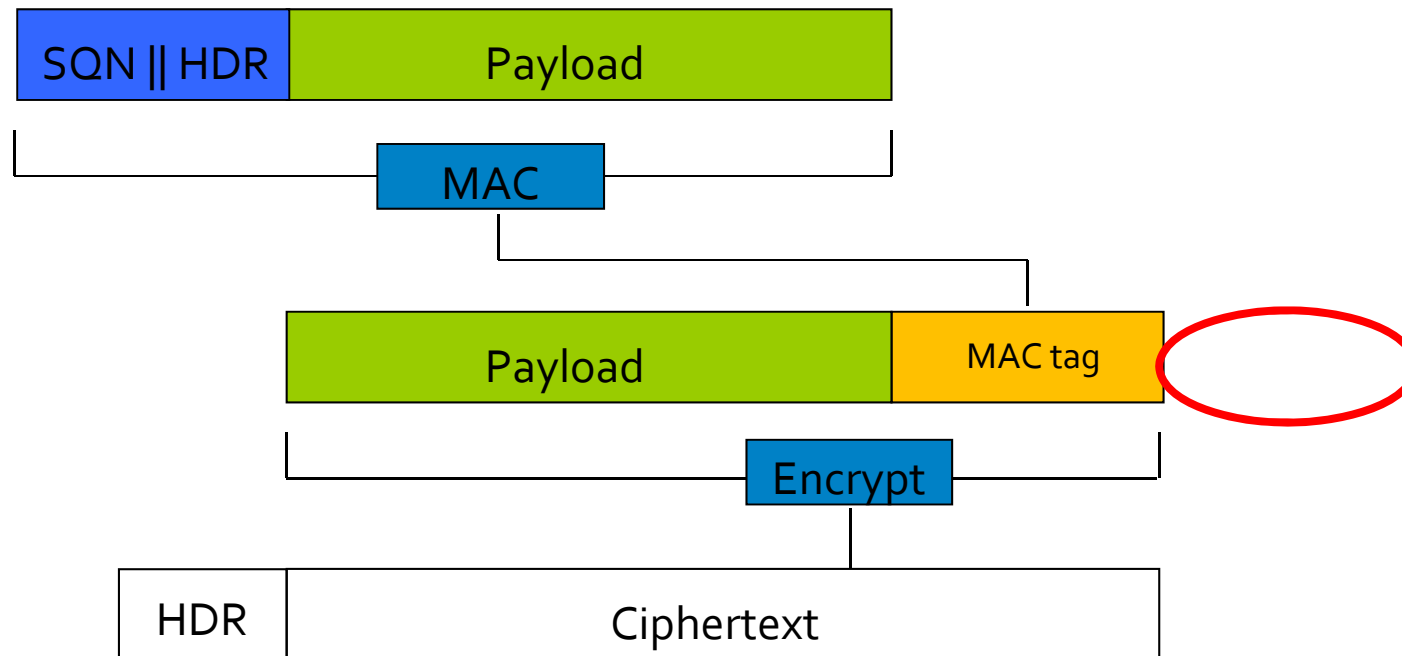 SQN || HDR Payload
MAC
Payload MAC tag
Encrypt
HDR Ciphertext